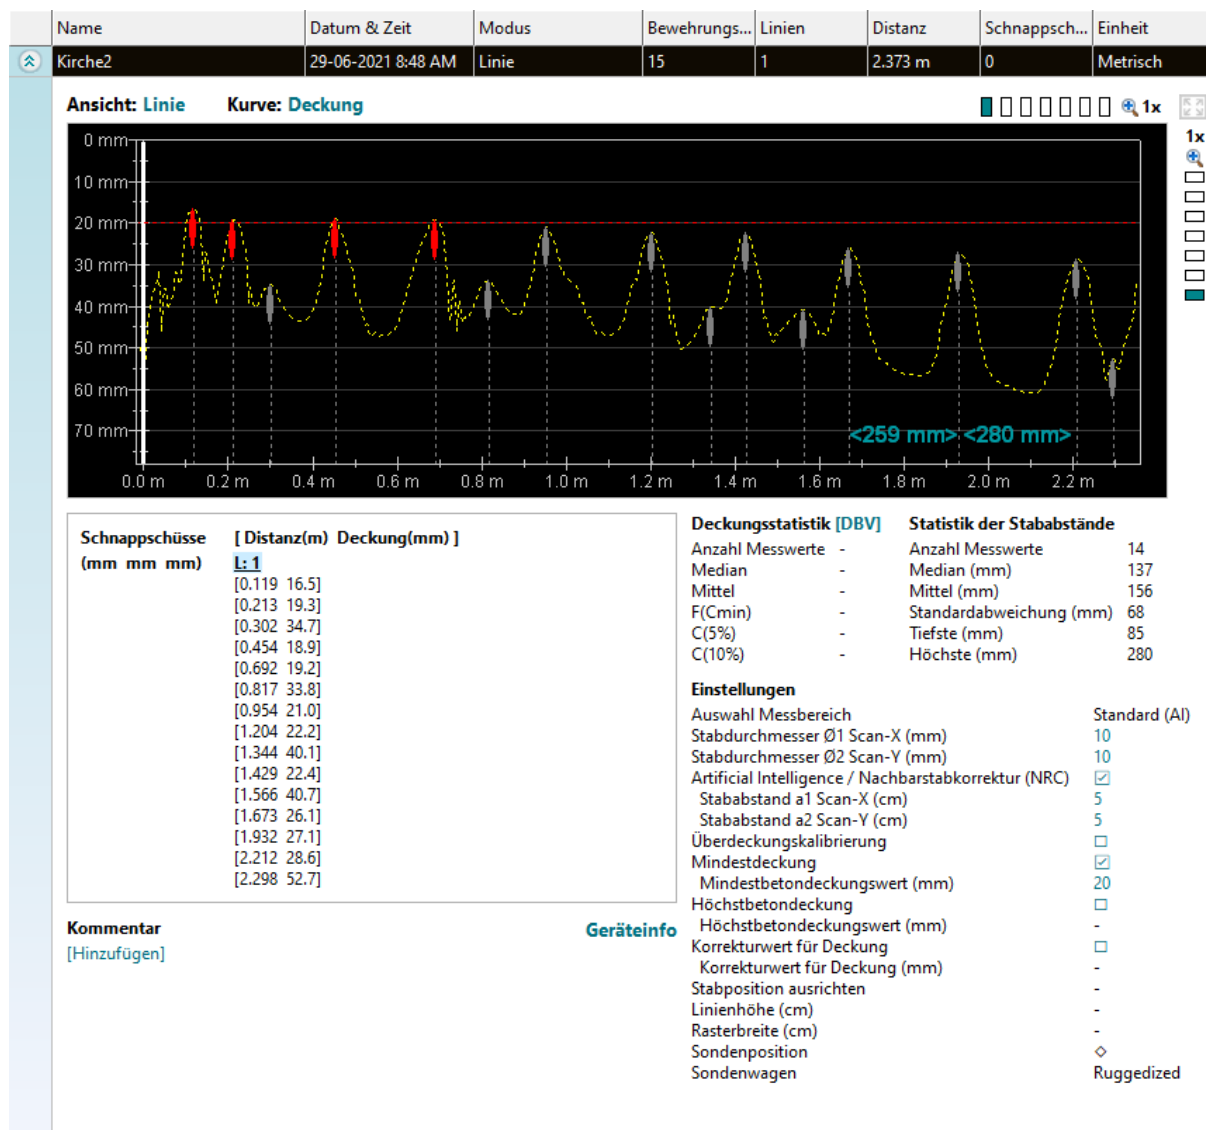 Name Datum & Zeit Modus Bewehrungs... Linien Distanz Schnappsch... Einheit
Kirche2 29-06-2021 8:48 AM Linie 15 1 2.373 m 0 Metrisch
Ansicht: Linie Kurve: Deckung 1x
1x
0 mm
10 mm
20 mm
30 mm
40 mm
50 mm
60 mm
70 mm
<259 mm> <280 mm>
0.0 m 0.2 m 0.4 m 0.6 m 0.8 m 1.0 m 1.2 m 1.4 m 1.6 m 1.8 m 2.0 m 2.2 m
Schnappschüsse [ Distanz(m) Deckung(mm) ]
(mm mm mm) L: 1
[0.119 16.5]
[0.213 19.3]
[0.302 34.7]
[0.454 18.9]
[0.692 19.2]
[0.817 33.8]
[0.954 21.0]
[1.204 22.2]
[1.344 40.1]
[1.429 22.4]
[1.566 40.7]
[1.673 26.1]
[1.932 27.1]
[2.212 28.6]
[2.298 52.7]
Kommentar Geräteinfo
[Hinzufügen]
Deckungsstatistik [DBV]
Anzahl Messwerte -
Median -
Mittel -
F(Cmin) -
C(5%) -
C(10%) -
Statistik der Stababstände
Anzahl Messwerte 14
Median (mm) 137
Mittel (mm) 156
Standardabweichung (mm) 68
Tiefste (mm) 85
Höchste (mm) 280
Einstellungen
Auswahl Messbereich Standard (AI)
Stabdurchmesser Ø1 Scan-X (mm) 10
Stabdurchmesser Ø2 Scan-Y (mm) 10
Artificial Intelligence / Nachbarstabkorrektur (NRC)
Stababstand a1 Scan-X (cm) 5
Stababstand a2 Scan-Y (cm) 5
Überdeckungskalibrierung
Mindestdeckung
Mindestbetondeckungswert (mm) 20
Höchstbetondeckung
Höchstbetondeckungswert (mm) -
Korrekturwert für Deckung
Korrekturwert für Deckung (mm) -
Stabposition ausrichten -
Linienhöhe (cm) -
Rasterbreite (cm) -
Sondenposition
Sondenwagen Ruggedized